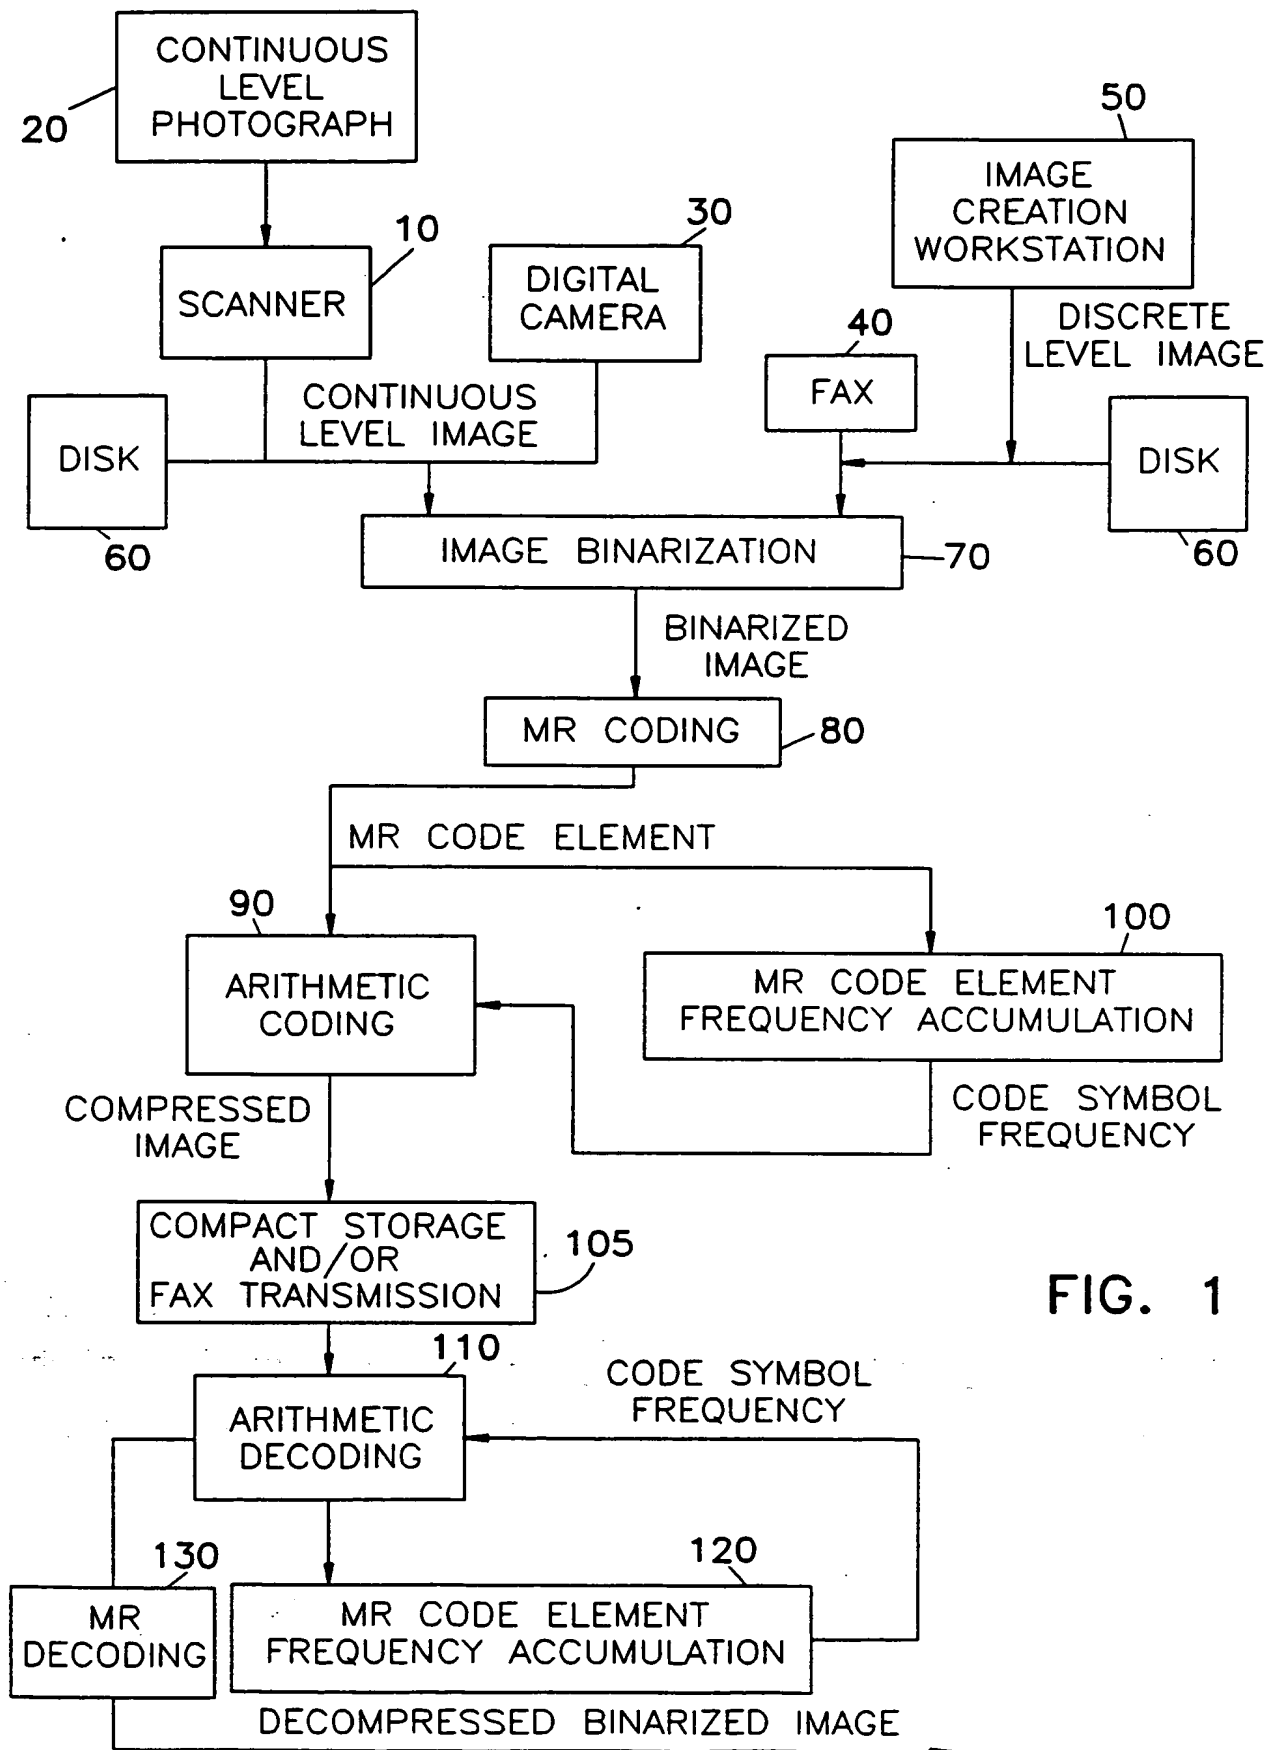 CONTINUOUS
LEVEL
PHOTOGRAPH
20
50
IMAGE
CREATION
WORKSTATION
10
30
SCANNER
DIGITAL
CAMERA
40
DISCRETE
LEVEL IMAGE
FAX
CONTINUOUS
LEVEL IMAGE
DISK
DISK
60
60
IMAGE BINARIZATION
70
BINARIZED
IMAGE
MR CODING
80
MR CODE ELEMENT
90
100
ARITHMETIC
CODING
MR CODE ELEMENT
FREQUENCY ACCUMULATION
COMPRESSED
IMAGE
CODE SYMBOL
FREQUENCY
COMPACT STORAGE
AND/OR
FAX TRANSMISSION
105
FIG. 1
110
CODE SYMBOL
FREQUENCY
ARITHMETIC
DECODING
130
120
MR
DECODING
MR CODE ELEMENT
FREQUENCY ACCUMULATION
DECOMPRESSED BINARIZED IMAGE